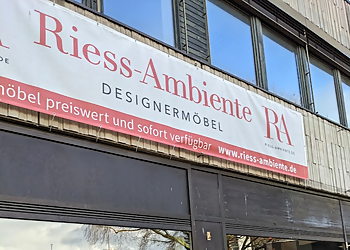 Riess-Ambiente
DESIGNERMÖBEL
möbel preiswert und sofort verfügbar www.riess-ambiente.de
RA